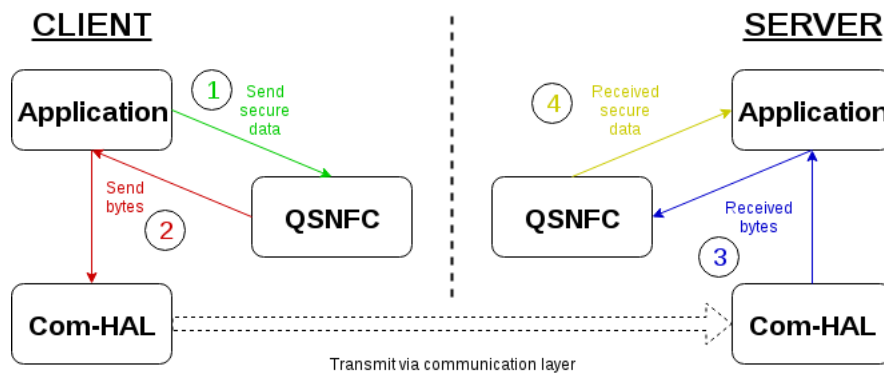 CLIENT
SERVER
Application
1
Send
secure
data
4
Received
secure
data
Application
Send
bytes
2
QSNFC
QSNFC
Received
bytes
3
Com-HAL
Com-HAL
Transmit via communication layer